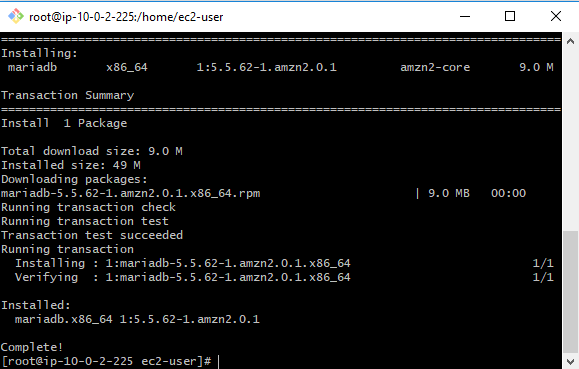 root@ip-10-0-2-225:/home/ec2-user
================================================================================
Installing:
 mariadb       x86_64       1:5.5.62-1.amzn2.0.1         amzn2-core       9.0 M

Transaction Summary
================================================================================
Install  1 Package

Total download size: 9.0 M
Installed size: 49 M
Downloading packages:
mariadb-5.5.62-1.amzn2.0.1.x86_64.rpm                      | 9.0 MB   00:00
Running transaction check
Running transaction test
Transaction test succeeded
Running transaction
  Installing : 1:mariadb-5.5.62-1.amzn2.0.1.x86_64                          1/1
  Verifying  : 1:mariadb-5.5.62-1.amzn2.0.1.x86_64                          1/1

Installed:
  mariadb.x86_64 1:5.5.62-1.amzn2.0.1

Complete!
[root@ip-10-0-2-225 ec2-user]#